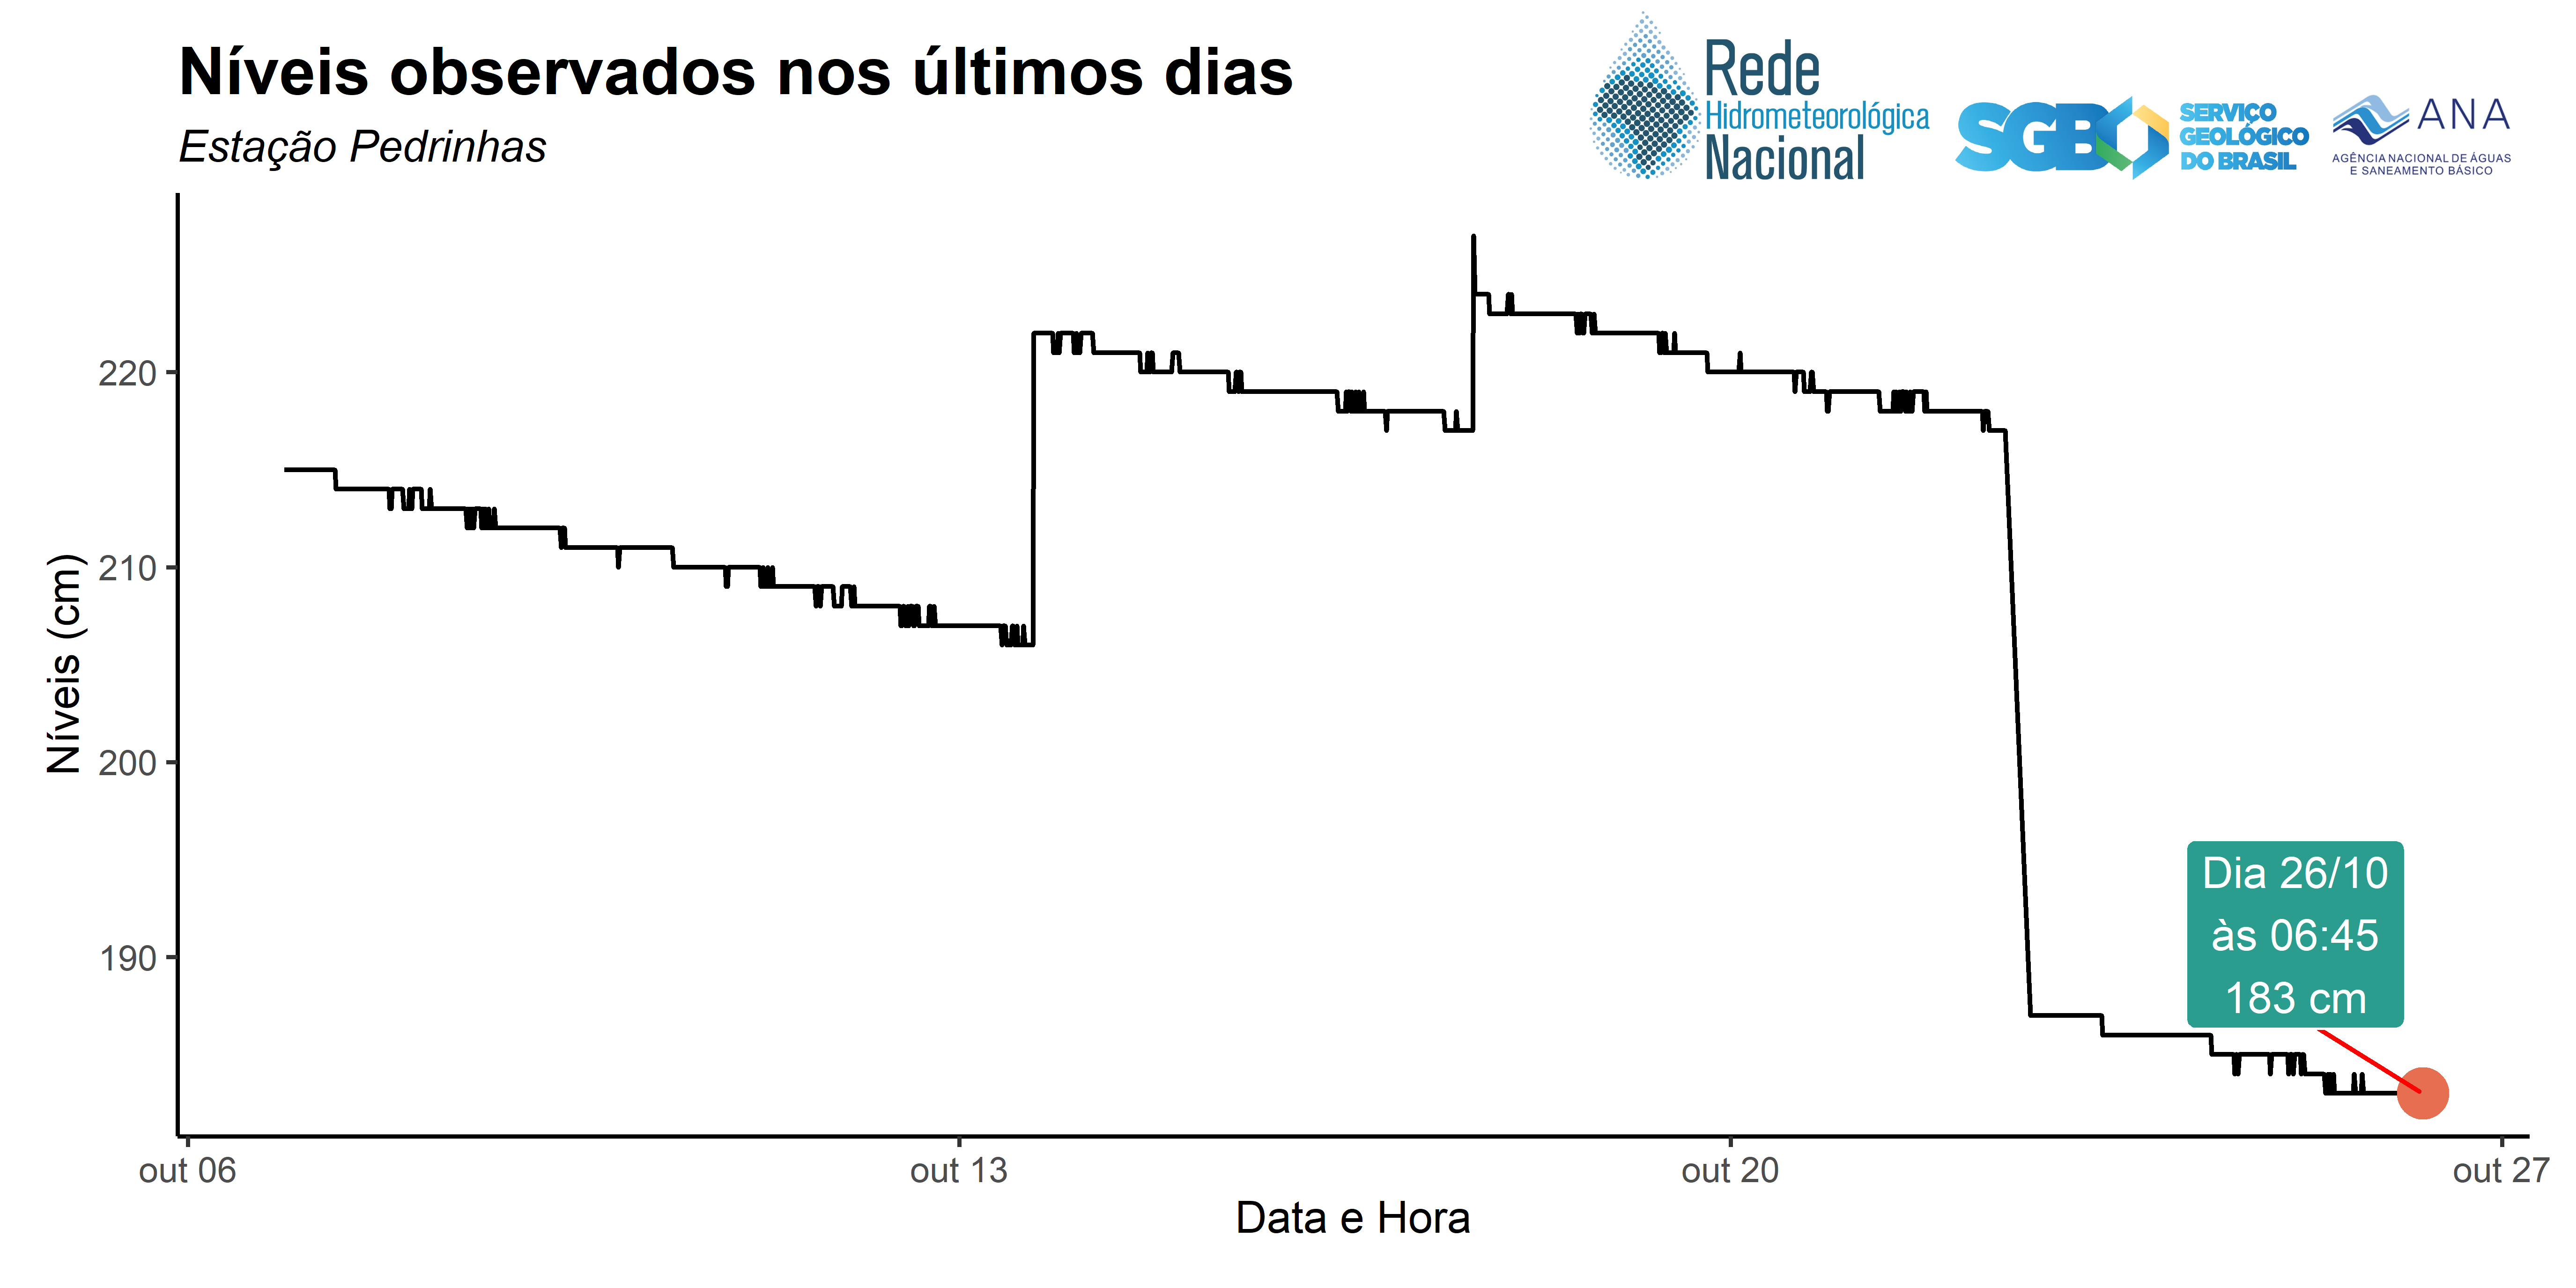 Níveis observados nos últimos dias
Estação Pedrinhas
Rede
Hidrometeorológica
Nacional
SGB
SERVIÇO
GEOLÓGICO
DO BRASIL
ANA
AGÊNCIA NACIONAL DE ÁGUAS
E SANEAMENTO BÁSICO
Níveis (cm)
220
210
200
190
Dia 26/10
às 06:45
183 cm
out 06
out 13
out 20
out 27
Data e Hora